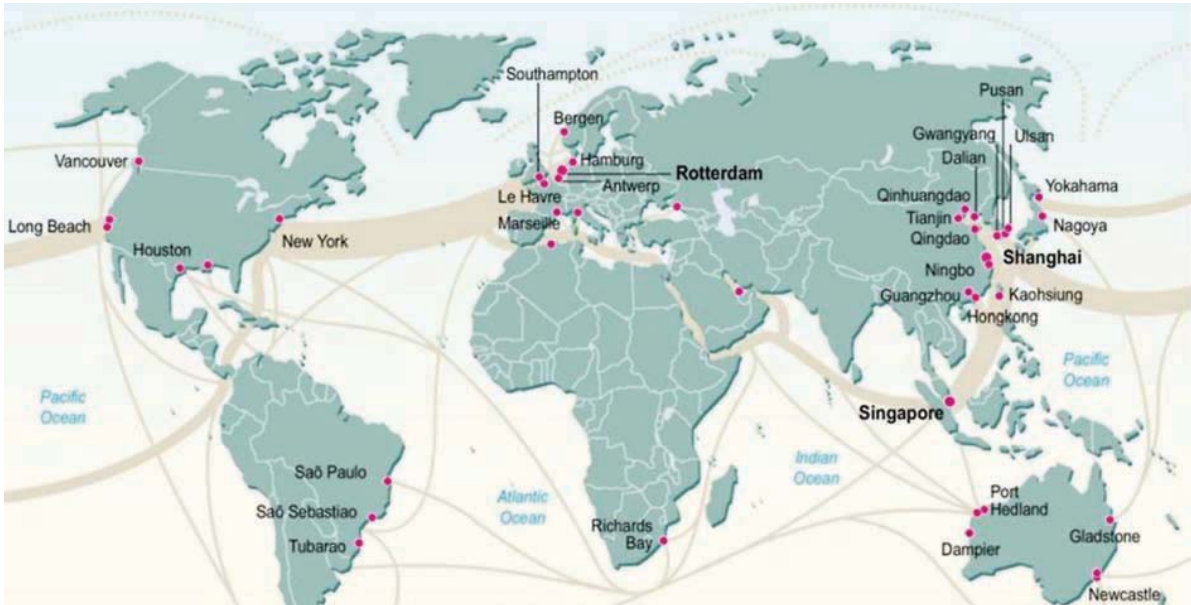 Southampton
Bergen
Hamburg
Rotterdam
Antwerp
Le Havre
Marseille
Vancouver
Long Beach
New York
Houston
Pusan
Gwangyang
Ulsan
Dalian
Qinhuangdao
Yokahama
Tianjin
Nagoya
Qingdao
Shanghai
Ningbo
Guangzhou
Kaohsiung
Hongkong
Pacific
Ocean
Pacific
Ocean
Singapore
Saō Paulo
Saō Sebastiao
Tubarao
Atlantic
Ocean
Indian
Ocean
Richards
Bay
Port
Hedland
Dampier
Gladstone
Newcastle